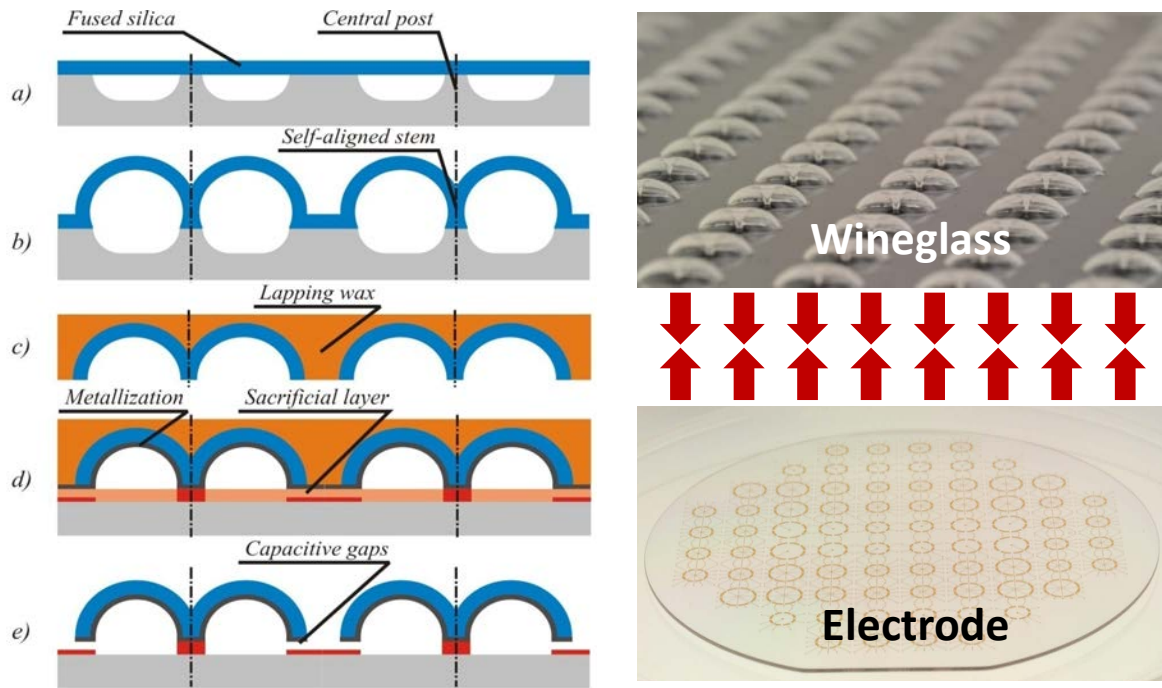 Fused silica
Central post
a)
Self-aligned stem
b)
Lapping wax
c)
Metallization
Sacrificial layer
d)
Capacitive gaps
e)
Wineglass
Electrode